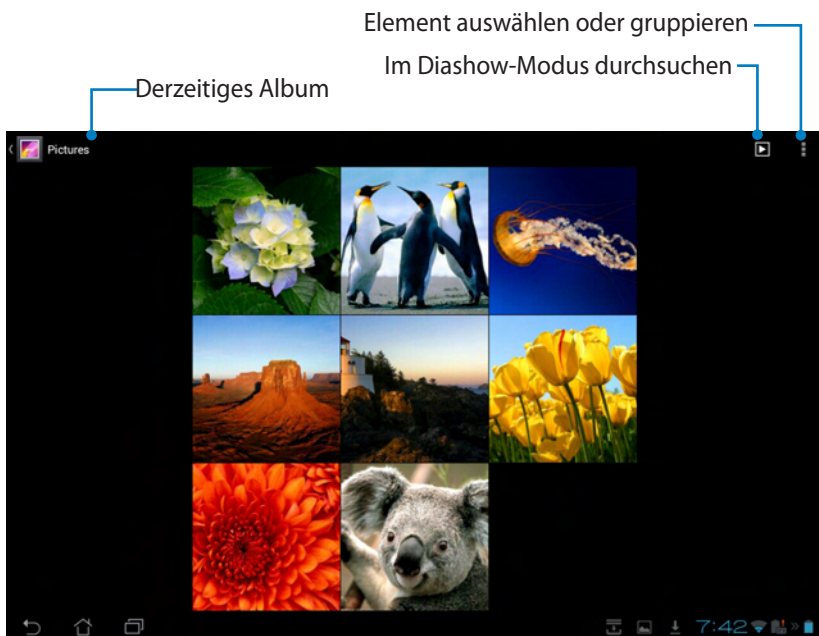 Element auswählen oder gruppieren
Im Diashow-Modus durchsuchen
Derzeitiges Album
Pictures
7:42